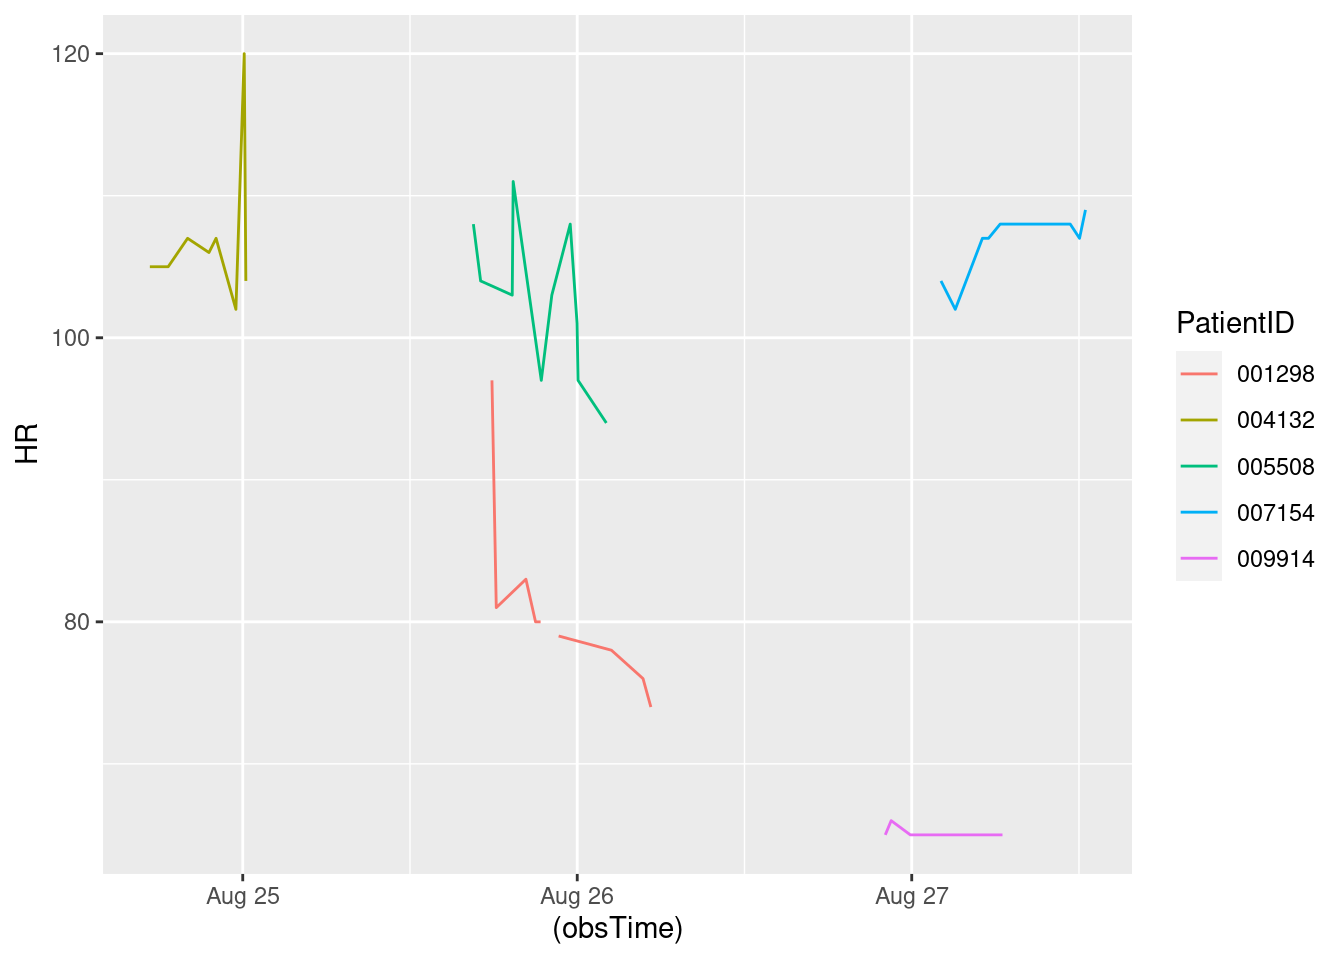 120
100
80
HR
Aug 25
Aug 26
Aug 27
(obsTime)
PatientID
001298
004132
005508
007154
009914